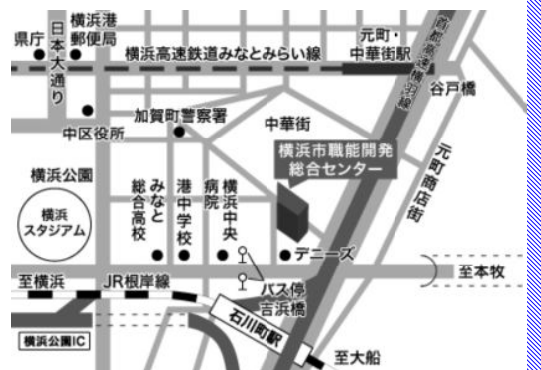 県庁
日本大通り
横浜港
郵便局
横浜高速鉄道みなとみらい線
元町・
中華街駅
首都高速横羽線
谷戸橋
中区役所
加賀町警察署
中華街
横浜市職能開発
総合センター
元町商店街
横浜公園
横浜
スタジアム
みなと
総合高校
港中学校
横浜中央
病院
デニーズ
至横浜
JR根岸線
バス停
吉浜橋
至本牧
石川町駅
横浜公園IC
至大船